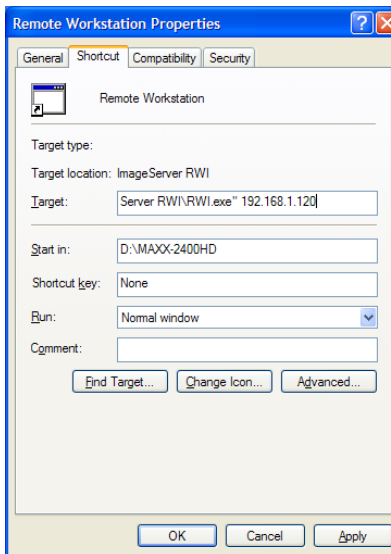 Remote Workstation Properties
General Shortcut Compatibility Security
Remote Workstation
Target type:
Target location: ImageServer RWI
Target: Server RWI\RWI.exe" 192.168.1.120
Start in: D:\MAXX-2400HD
Shortcut key: None
Run: Normal window
Comment:
Find Target... Change Icon... Advanced...
OK Cancel Apply